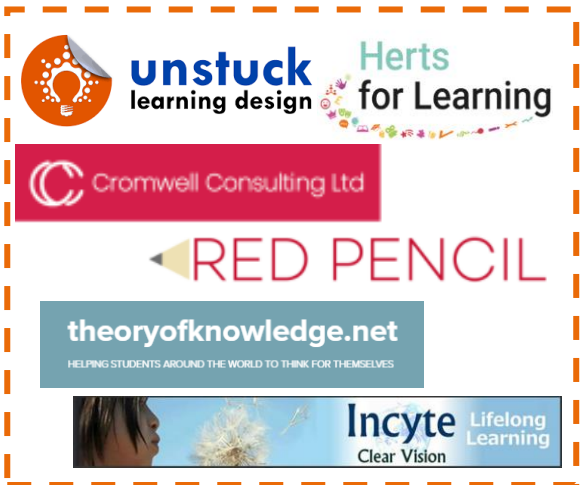 unstuck
learning design
Herts
for Learning
CC Cromwell Consulting Ltd
RED PENCIL
theoryofknowledge.net
HELPING STUDENTS AROUND THE WORLD TO THINK FOR THEMSELVES
Incyte Lifelong
Learning
Clear Vision